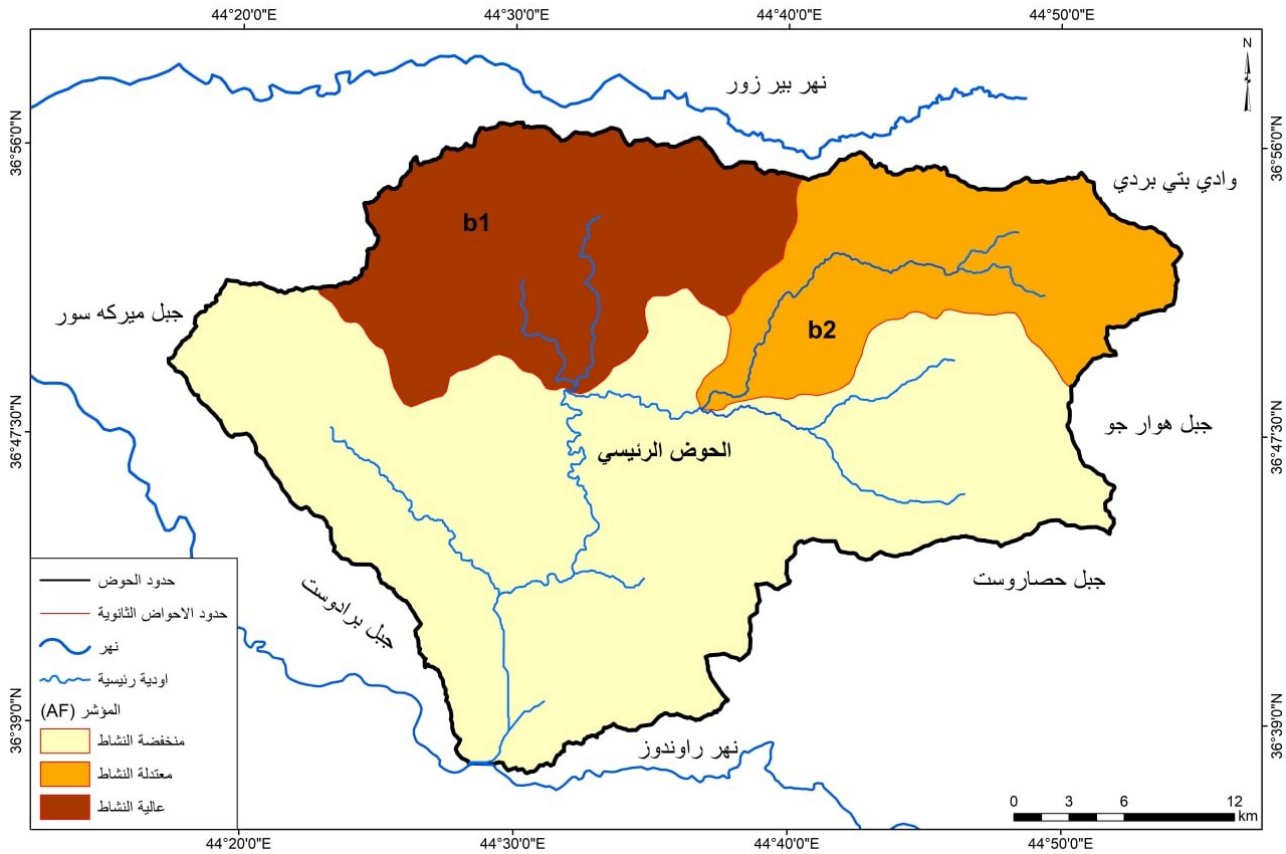 44°20'0"E
44°30'0"E
44°40'0"E
44°50'0"E
N
نهر بير زور
36°56'0"N
36°56'0"N
وادي بتي بردي
b1
جبل ميركه سور
b2
جبل هوار جو
36°47'30"N
36°47'30"N
الحوض الرئيسي
جبل حصاروست
جبل برادوست
حدود الحوض
حدود الاحواض الثانوية
نهر
اودية رئيسية
المؤشر (AF)
منخفضة النشاط
معتدلة النشاط
عالية النشاط
36°39'0"N
36°39'0"N
نهر راوندوز
0 3 6 12
km
44°20'0"E
44°30'0"E
44°40'0"E
44°50'0"E